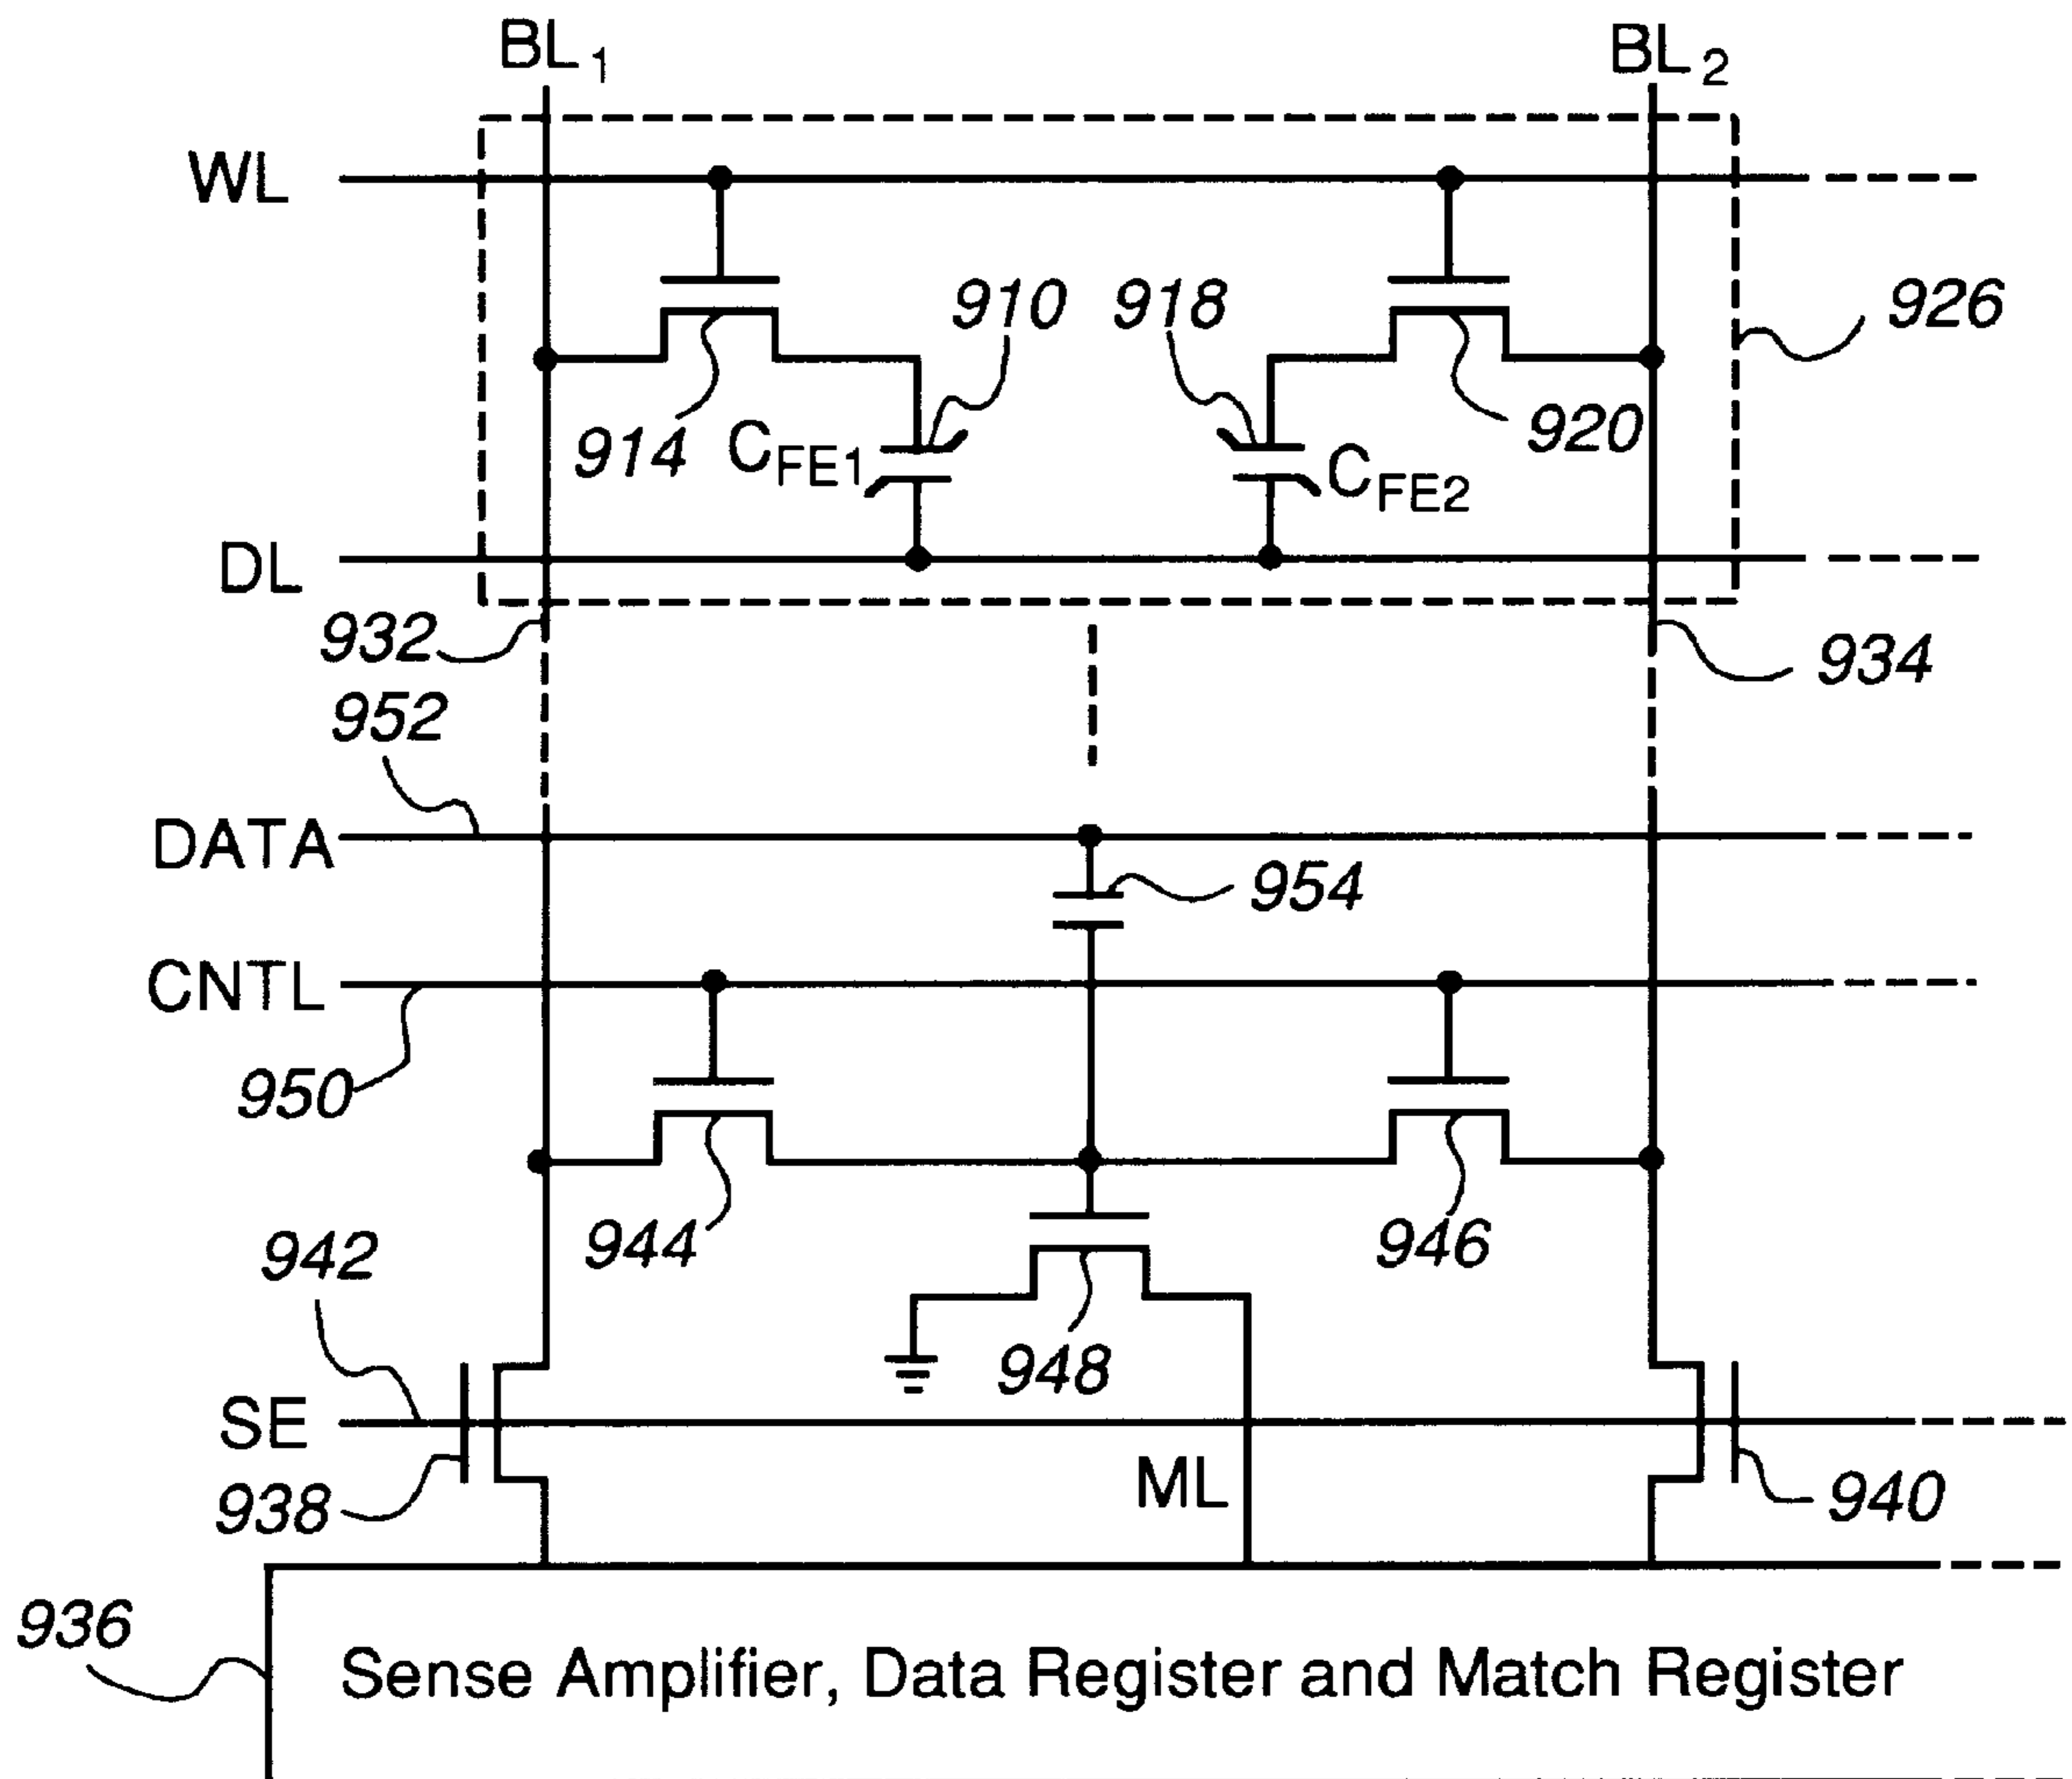 BL1 BL2
WL
910 918 926
914 CFE1 CFE2 920
DL
932 934
952
DATA 954
CNTL
950
944 946
942
948
SE
938 ML 940
936
Sense Amplifier, Data Register and Match Register